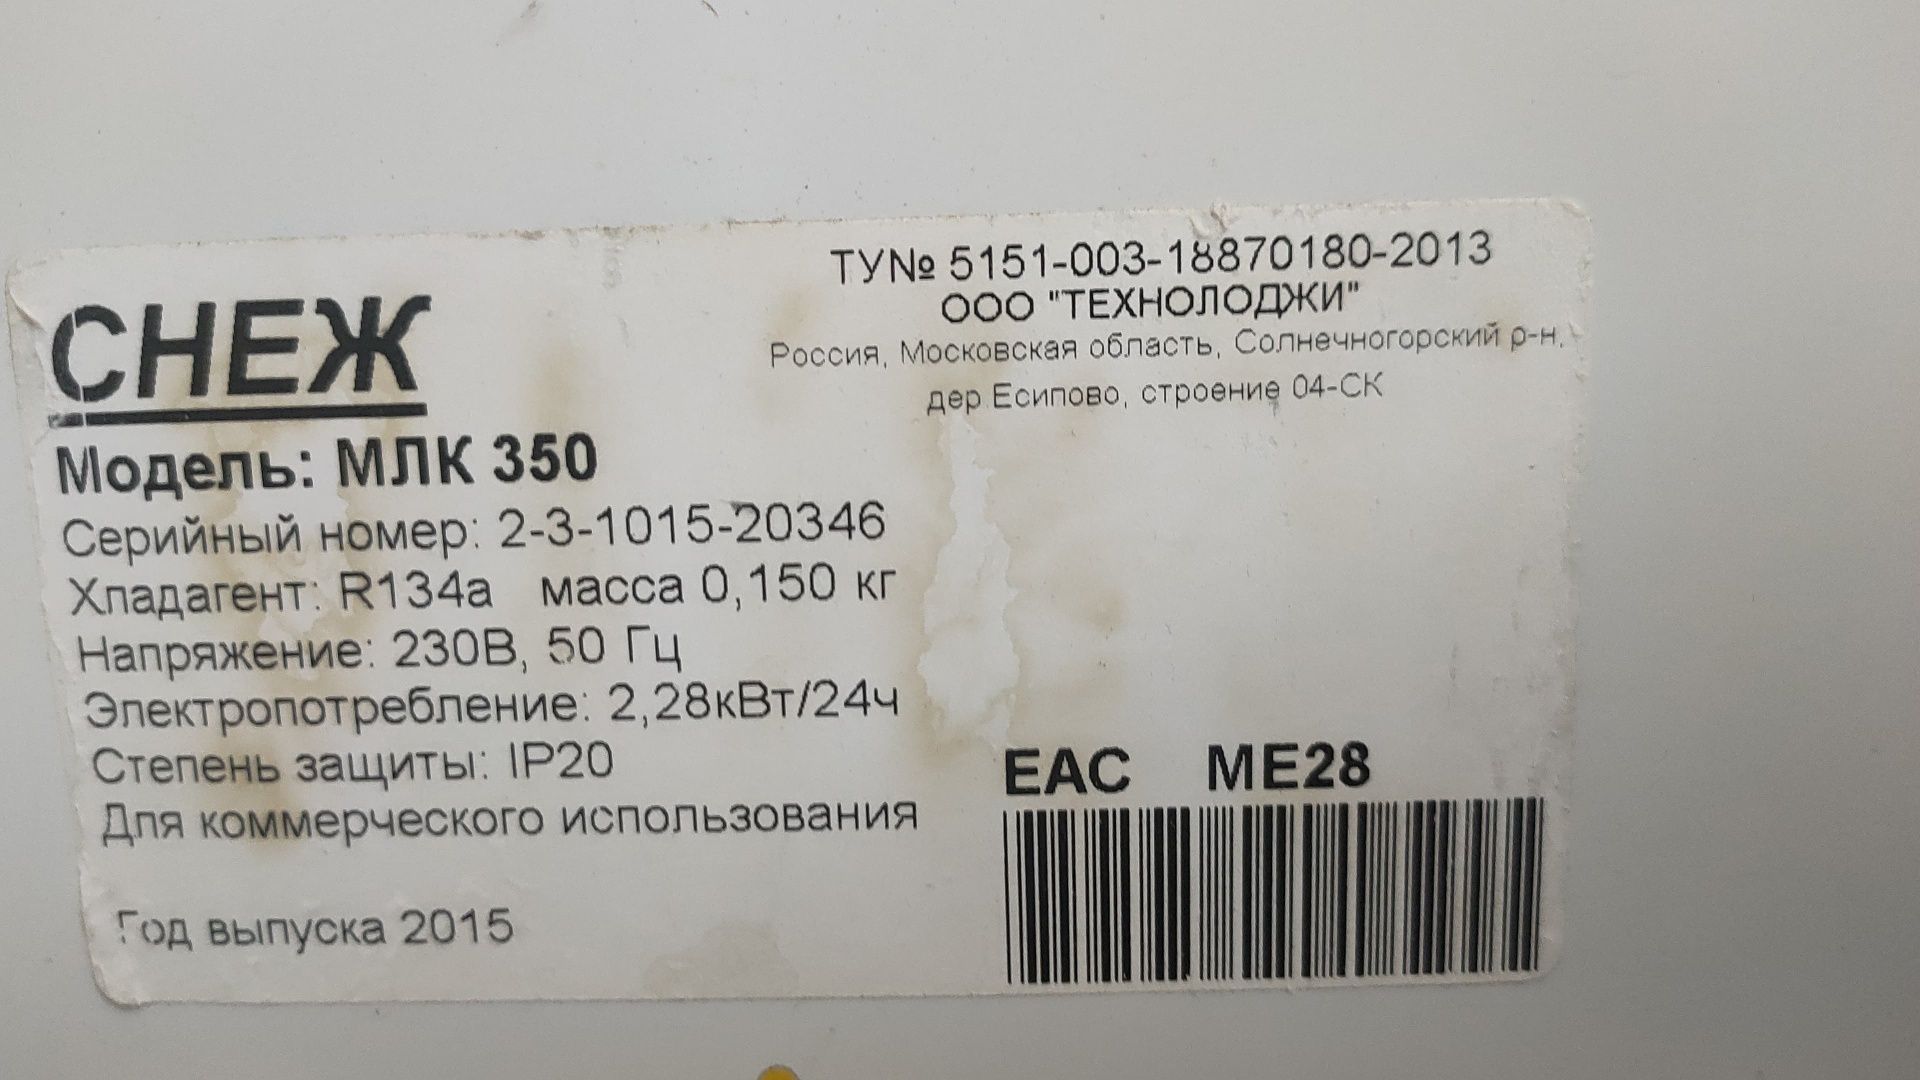 СНЕЖ
Модель: МЛК 350
Серийный номер: 2-3-1015-20346
Хладагент: R134a масса 0,150 кг
Напряжение: 230В, 50 Гц
Электропотребление: 2,28кВт/24ч
Степень защиты: IP20
Для коммерческого использования
Год выпуска 2015
ТУ№ 5151-003-18870180-2013
ООО "ТЕХНОЛОДЖИ"
Россия, Московская область, Солнечногорский р-н,
дер.Есипово, строение 04-СК
ЕАС МЕ28